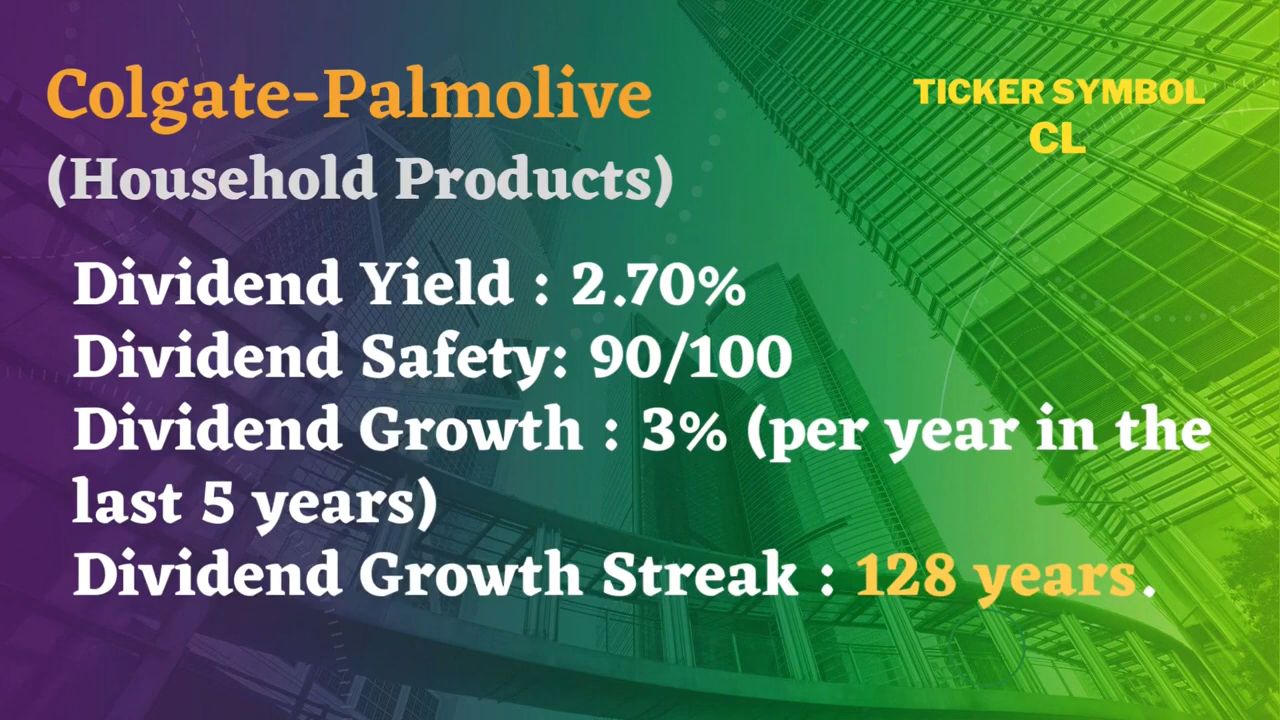 Colgate-Palmolive
(Household Products)
TICKER SYMBOL
CL
Dividend Yield : 2.70%
Dividend Safety: 90/100
Dividend Growth : 3% (per year in the
last 5 years)
Dividend Growth Streak : 128 years.